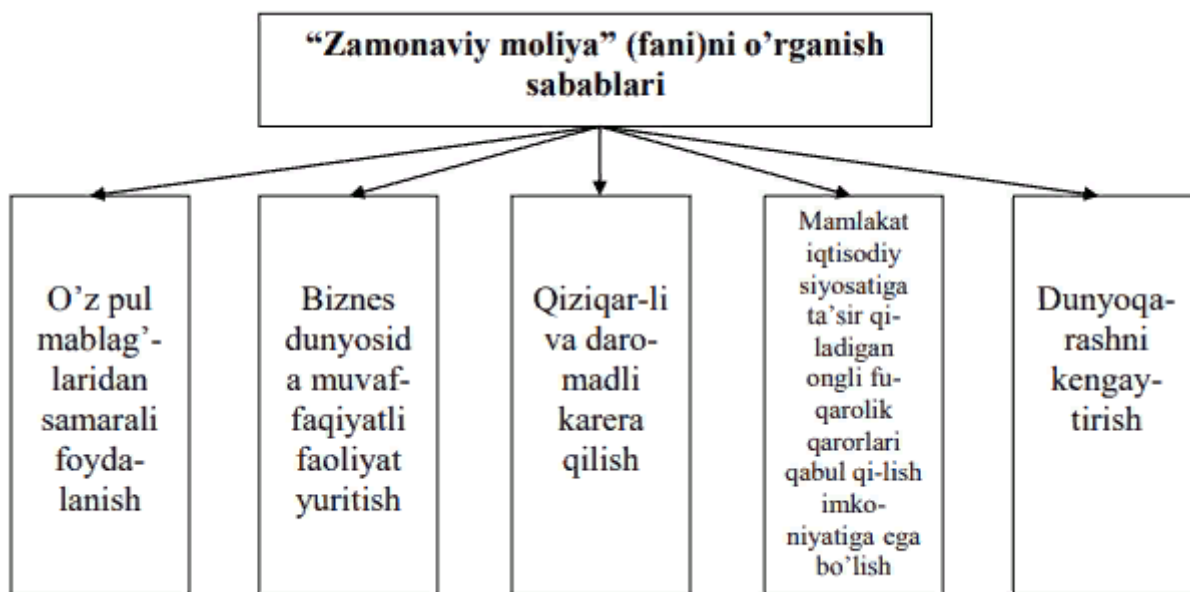 “Zamonaviy moliya” (fani)ni o’rganish
sabablari
O’z pul
mablag’-
laridan
samarali
foyda-
lanish
Biznes
dunyosid
a muvaf-
faqiyatli
faoliyat
yuritish
Qiziqar-li
va daro-
madli
karera
qilish
Mamlakat
iqtisodiy
siyosatiga
ta’sir qi-
ladigan
ongli fu-
qarolik
qarorlari
qabul qi-lish
imko-
niyatiga ega
bo’lish
Dunyoqa-
rashni
kengay-
tirish